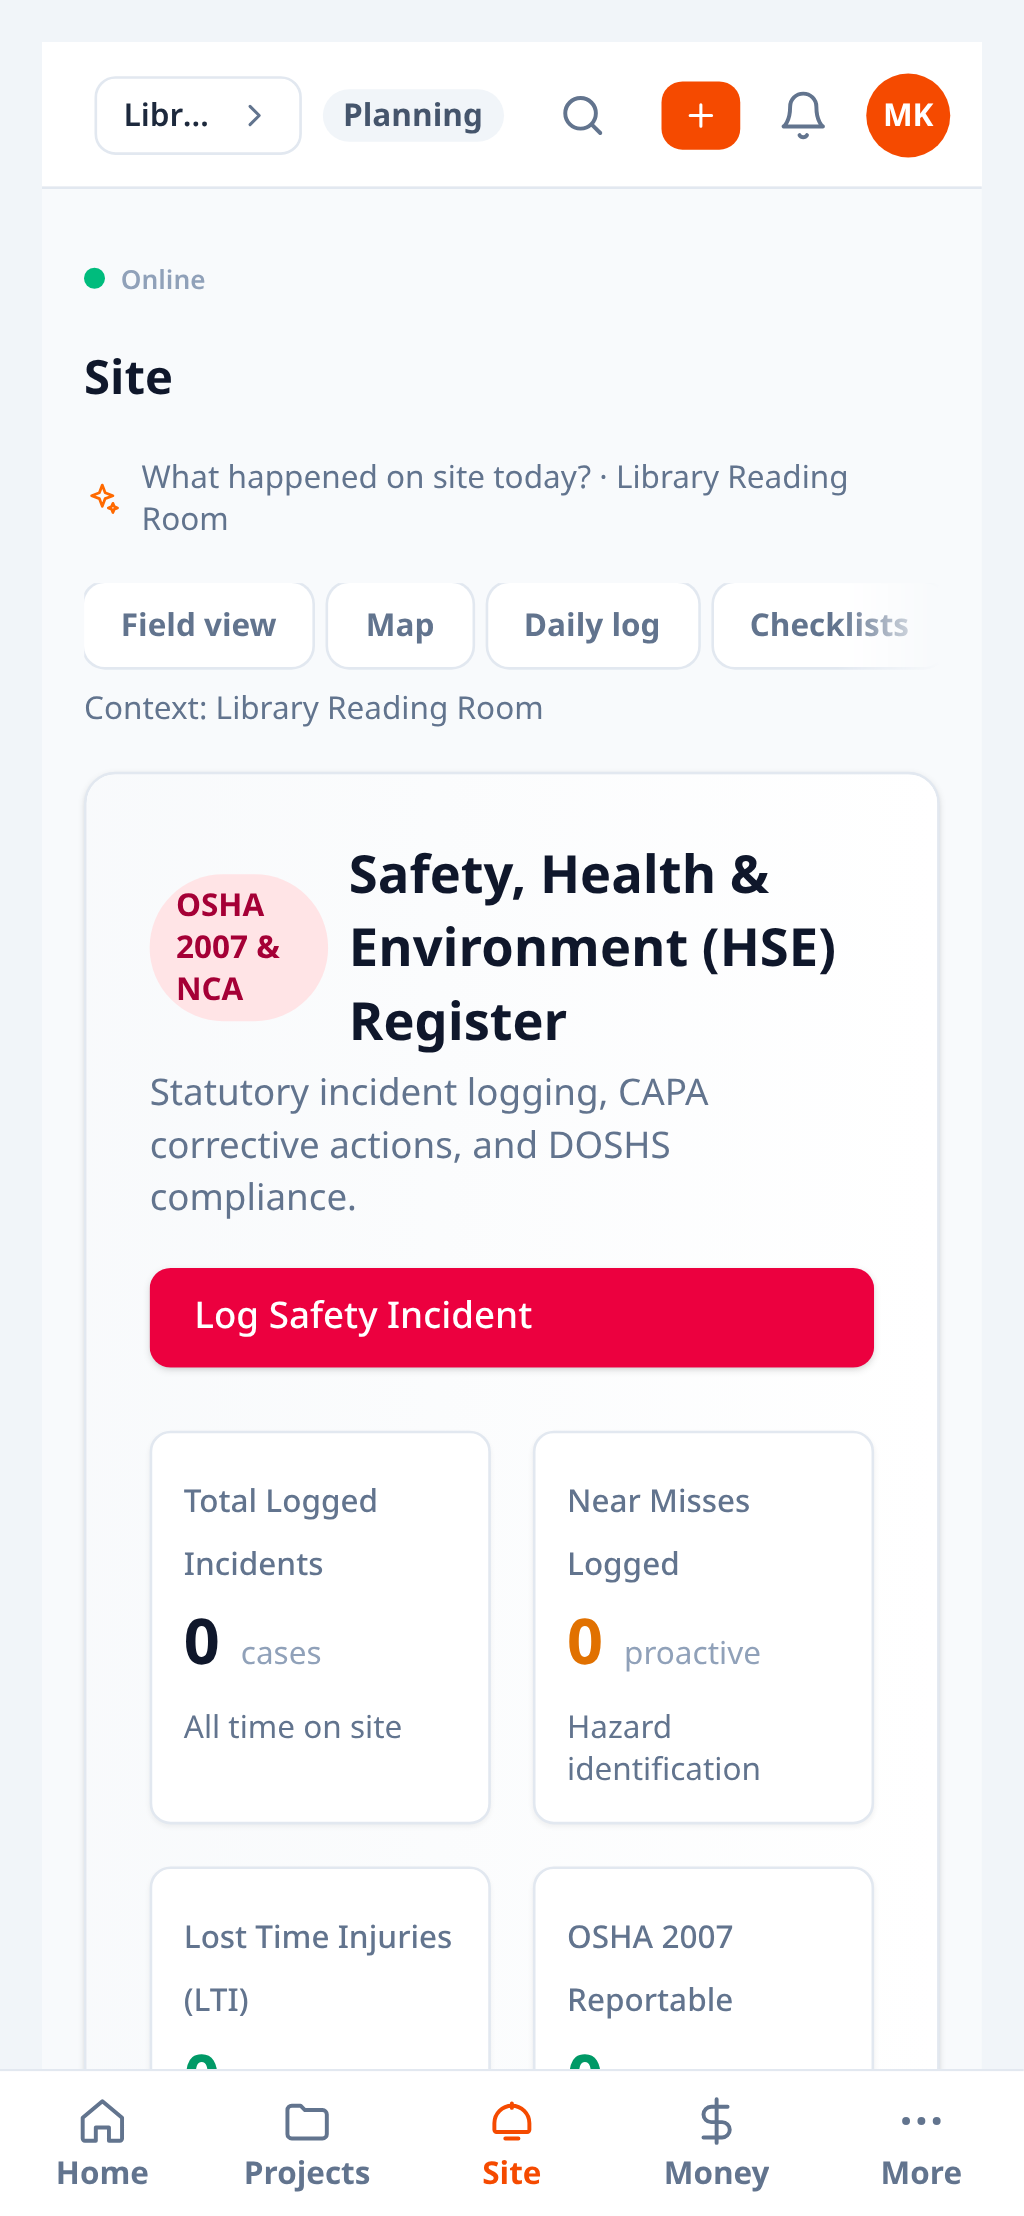 Libr...
Planning
MK
Online
Site
What happened on site today? · Library Reading
Room
Field view
Map
Daily log
Checklists
Context: Library Reading Room
OSHA
2007 &
NCA
Safety, Health &
Environment (HSE)
Register
Statutory incident logging, CAPA
corrective actions, and DOSHS
compliance.
Log Safety Incident
Total Logged
Incidents
0 cases
All time on site
Near Misses
Logged
0 proactive
Hazard
identification
Lost Time Injuries
(LTI)
0
OSHA 2007
Reportable
0
Home
Projects
Site
Money
More